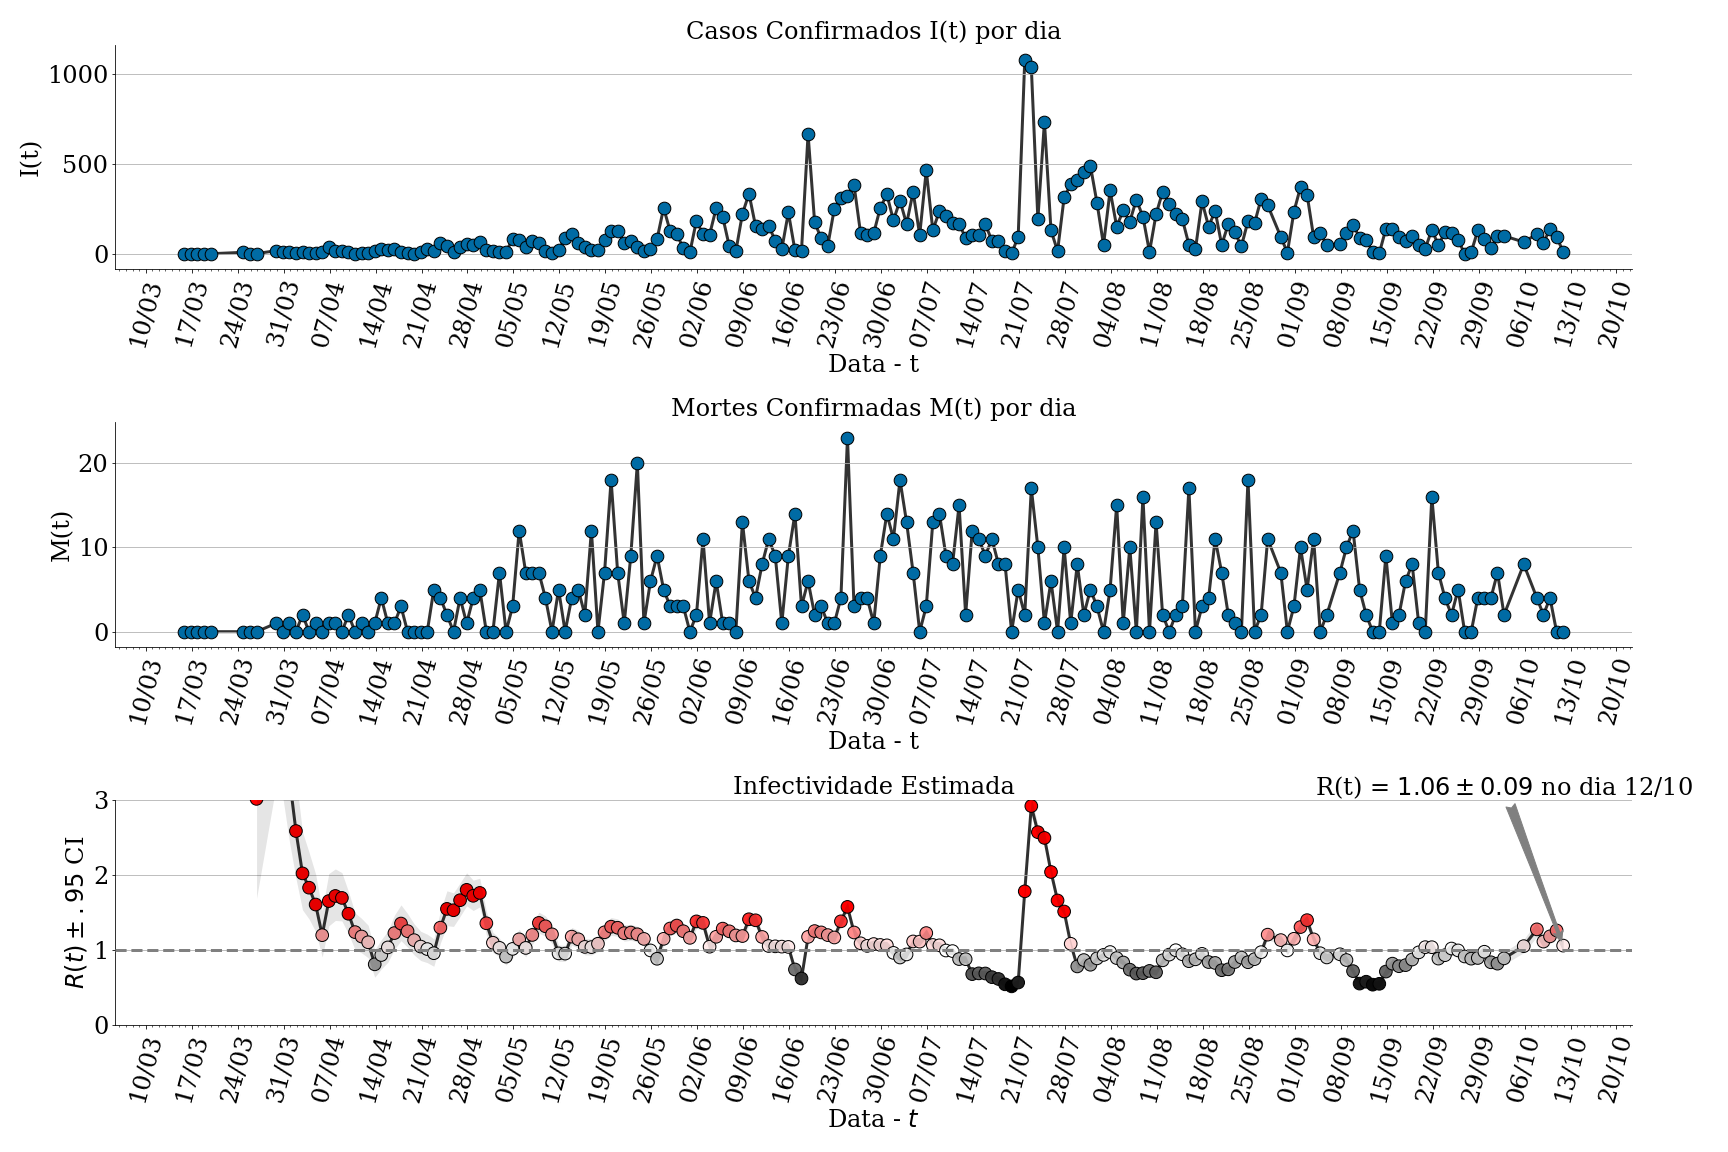 Casos Confirmados I(t) por dia
1000
500
0
I(t)
10/03 17/03 24/03 31/03 07/04 14/04 21/04 28/04 05/05 12/05 19/05 26/05 02/06 09/06 16/06 23/06 30/06 07/07 14/07 21/07 28/07 04/08 11/08 18/08 25/08 01/09 08/09 15/09 22/09 29/09 06/10 13/10 20/10
Data - t
Mortes Confirmadas M(t) por dia
20
10
0
M(t)
10/03 17/03 24/03 31/03 07/04 14/04 21/04 28/04 05/05 12/05 19/05 26/05 02/06 09/06 16/06 23/06 30/06 07/07 14/07 21/07 28/07 04/08 11/08 18/08 25/08 01/09 08/09 15/09 22/09 29/09 06/10 13/10 20/10
Data - t
Infectividade Estimada
R(t) = 1.06 ± 0.09 no dia 12/10
3
2
1
0
R(t) ± .95 CI
10/03 17/03 24/03 31/03 07/04 14/04 21/04 28/04 05/05 12/05 19/05 26/05 02/06 09/06 16/06 23/06 30/06 07/07 14/07 21/07 28/07 04/08 11/08 18/08 25/08 01/09 08/09 15/09 22/09 29/09 06/10 13/10 20/10
Data - t